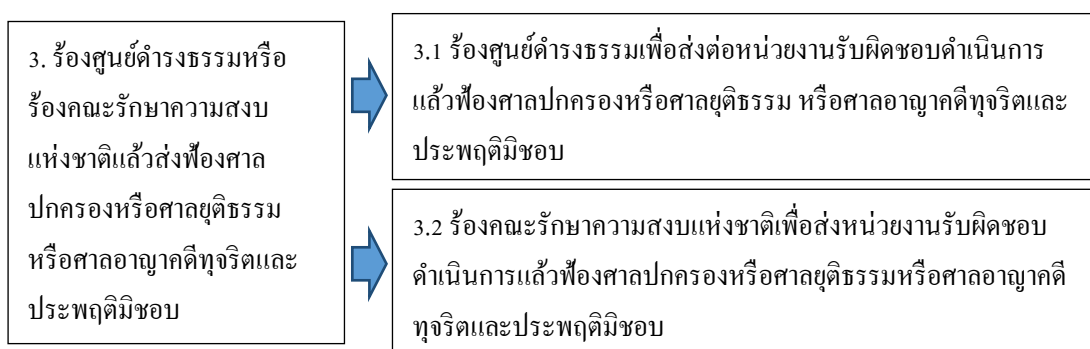 3. ร้องศูนย์ดำรงธรรมหรือ
ร้องคณะรักษาความสงบ
แห่งชาติแล้วส่งฟ้องศาล
ปกครองหรือศาลยุติธรรม
หรือศาลอาญาคดีทุจริตและ
ประพฤติมิชอบ
3.1 ร้องศูนย์ดำรงธรรมเพื่อส่งต่อหน่วยงานรับผิดชอบดำเนินการ
แล้วฟ้องศาลปกครองหรือศาลยุติธรรม หรือศาลอาญาคดีทุจริตและ
ประพฤติมิชอบ
3.2 ร้องคณะรักษาความสงบแห่งชาติเพื่อส่งหน่วยงานรับผิดชอบ
ดำเนินการแล้วฟ้องศาลปกครองหรือศาลยุติธรรมหรือศาลอาญาคดี
ทุจริตและประพฤติมิชอบ